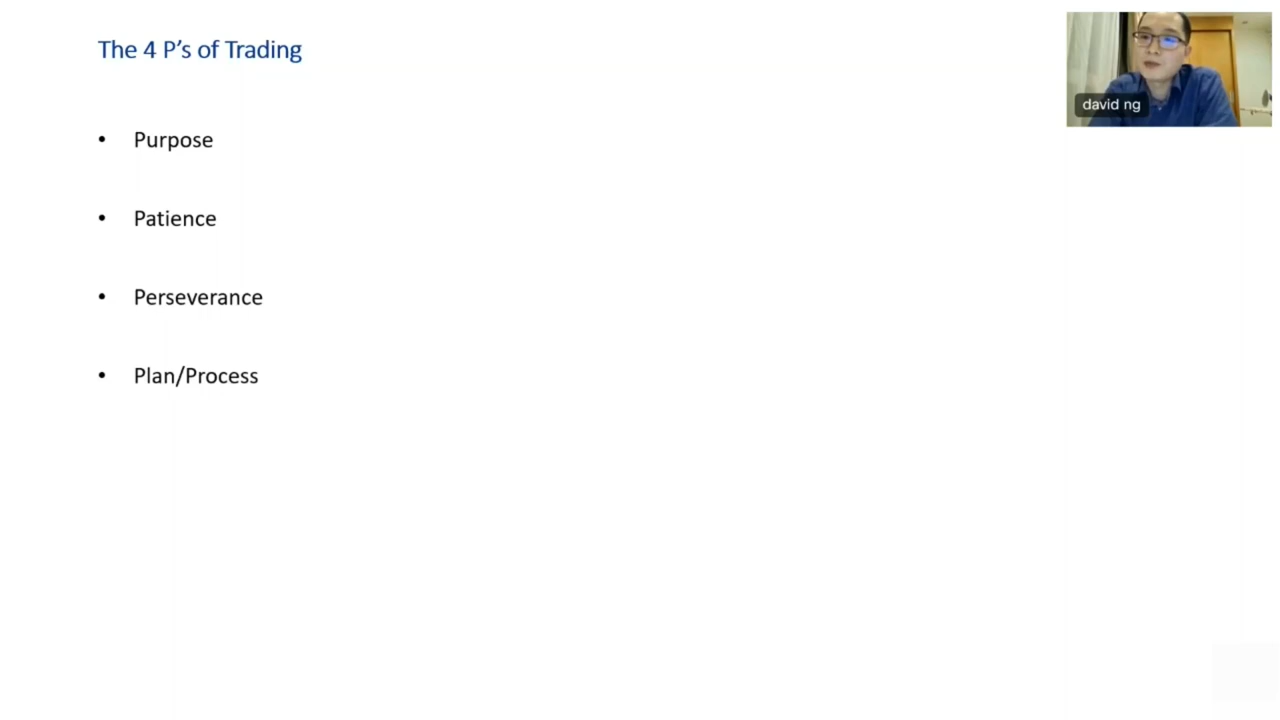 The 4 P's of Trading
david ng
• Purpose
• Patience
• Perseverance
• Plan/Process